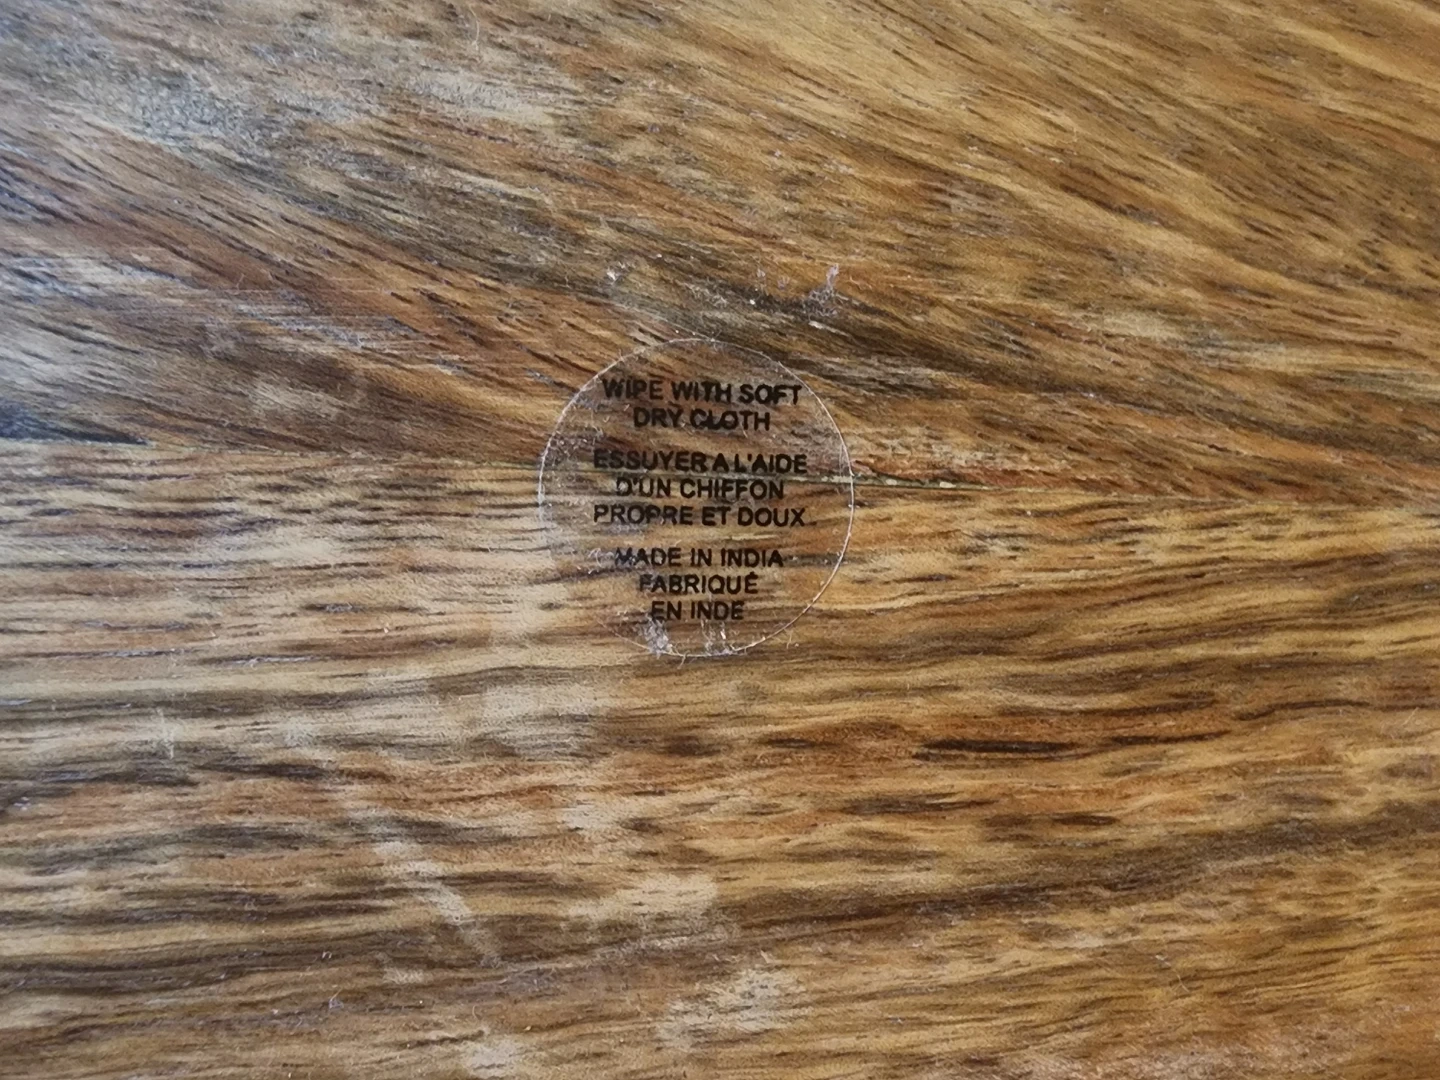 WIPE WITH SOFT
DRY CLOTH
ESSUYER A L'AIDE
D'UN CHIFFON
PROPRE ET DOUX.
MADE IN INDIA
FABRIQUÉ
EN INDE